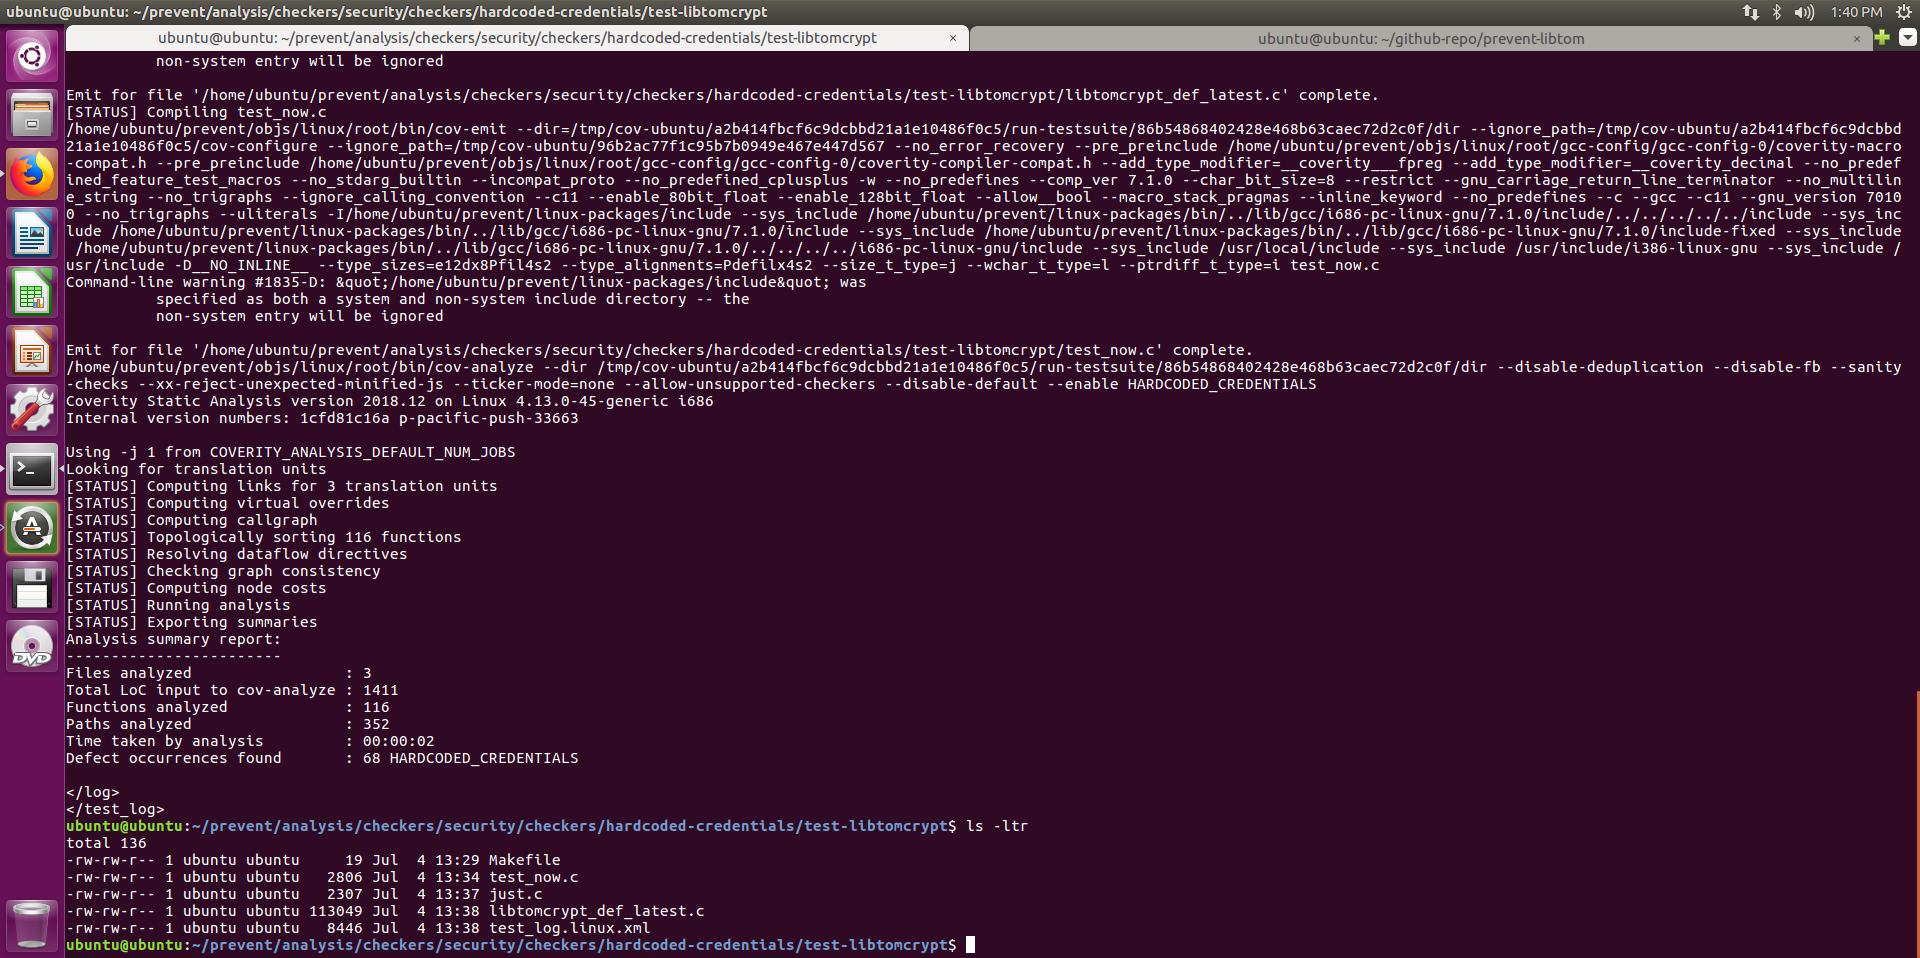 ubuntu@ubuntu: ~/prevent/analysis/checkers/security/checkers/hardcoded-credentials/test-libtomcrypt
1:40 PM
ubuntu@ubuntu: ~/prevent/analysis/checkers/security/checkers/hardcoded-credentials/test-libtomcrypt ×
ubuntu@ubuntu: ~/github-repo/prevent-libtom ×
non-system entry will be ignored
Emit for file '/home/ubuntu/prevent/analysis/checkers/security/checkers/hardcoded-credentials/test-libtomcrypt/libtomcrypt_def_latest.c' complete.
[STATUS] Compiling test_now.c
/home/ubuntu/prevent/objs/linux/root/bin/cov-emit --dir=/tmp/cov-ubuntu/a2b414fbcf6c9dcbbd21a1e10486f0c5/run-testsuite/86b54868402428e468b63caec72d2c0f/dir --ignore_path=/tmp/cov-ubuntu/a2b414fbcf6c9dcbbd
21a1e10486f0c5/cov-configure --ignore_path=/tmp/cov-ubuntu/96b2ac77f1c95b7b0949e467e447d567 --no_error_recovery --pre_preinclude /home/ubuntu/prevent/objs/linux/root/gcc-config/gcc-config-0/coverity-macro
-compat.h --pre_preinclude /home/ubuntu/prevent/objs/linux/root/gcc-config/gcc-config-0/coverity-compiler-compat.h --add_type_modifier=__coverity___fpreg --add_type_modifier=__coverity_decimal --no_predef
ined_feature_test_macros --no_stdarg_builtin --incompat_proto --no_predefined_cplusplus -w --no_predefines --comp_ver 7.1.0 --char_bit_size=8 --restrict --gnu_carriage_return_line_terminator --no_multilin
e_string --no_trigraphs --ignore_calling_convention --c11 --enable_80bit_float --enable_128bit_float --allow__bool --macro_stack_pragmas --inline_keyword --no_predefines --c --gcc --c11 --gnu_version 7010
0 --no_trigraphs --uliterals -I/home/ubuntu/prevent/linux-packages/include --sys_include /home/ubuntu/prevent/linux-packages/bin/../lib/gcc/i686-pc-linux-gnu/7.1.0/include/../../../../../include --sys_inc
lude /home/ubuntu/prevent/linux-packages/bin/../lib/gcc/i686-pc-linux-gnu/7.1.0/include --sys_include /home/ubuntu/prevent/linux-packages/bin/../lib/gcc/i686-pc-linux-gnu/7.1.0/include-fixed --sys_include
/home/ubuntu/prevent/linux-packages/bin/../lib/gcc/i686-pc-linux-gnu/7.1.0/../../../../i686-pc-linux-gnu/include --sys_include /usr/local/include --sys_include /usr/include/i386-linux-gnu --sys_include /
usr/include -D__NO_INLINE__ --type_sizes=e12dx8Pfil4s2 --type_alignments=Pdefilx4s2 --size_t_type=j --wchar_t_type=l --ptrdiff_t_type=i test_now.c
Command-line warning #1835-D: &quot;/home/ubuntu/prevent/linux-packages/include&quot; was
specified as both a system and non-system include directory -- the
non-system entry will be ignored
Emit for file '/home/ubuntu/prevent/analysis/checkers/security/checkers/hardcoded-credentials/test-libtomcrypt/test_now.c' complete.
/home/ubuntu/prevent/objs/linux/root/bin/cov-analyze --dir /tmp/cov-ubuntu/a2b414fbcf6c9dcbbd21a1e10486f0c5/run-testsuite/86b54868402428e468b63caec72d2c0f/dir --disable-deduplication --disable-fb --sanity
-checks --xx-reject-unexpected-minified-js --ticker-mode=none --allow-unsupported-checkers --disable-default --enable HARDCODED_CREDENTIALS
Coverity Static Analysis version 2018.12 on Linux 4.13.0-45-generic i686
Internal version numbers: 1cfd81c16a p-pacific-push-33663
Using -j 1 from COVERITY_ANALYSIS_DEFAULT_NUM_JOBS
Looking for translation units
[STATUS] Computing links for 3 translation units
[STATUS] Computing virtual overrides
[STATUS] Computing callgraph
[STATUS] Topologically sorting 116 functions
[STATUS] Resolving dataflow directives
[STATUS] Checking graph consistency
[STATUS] Computing node costs
[STATUS] Running analysis
[STATUS] Exporting summaries
Analysis summary report:
------------------------
Files analyzed                 : 3
Total LoC input to cov-analyze : 1411
Functions analyzed             : 116
Paths analyzed                 : 352
Time taken by analysis         : 00:00:02
Defect occurrences found       : 68 HARDCODED_CREDENTIALS
</log>
</test_log>
ubuntu@ubuntu:~/prevent/analysis/checkers/security/checkers/hardcoded-credentials/test-libtomcrypt$ ls -ltr
total 136
-rw-rw-r-- 1 ubuntu ubuntu     19 Jul  4 13:29 Makefile
-rw-rw-r-- 1 ubuntu ubuntu   2806 Jul  4 13:34 test_now.c
-rw-rw-r-- 1 ubuntu ubuntu   2307 Jul  4 13:37 just.c
-rw-rw-r-- 1 ubuntu ubuntu 113049 Jul  4 13:38 libtomcrypt_def_latest.c
-rw-rw-r-- 1 ubuntu ubuntu   8446 Jul  4 13:38 test_log.linux.xml
ubuntu@ubuntu:~/prevent/analysis/checkers/security/checkers/hardcoded-credentials/test-libtomcrypt$
DVD